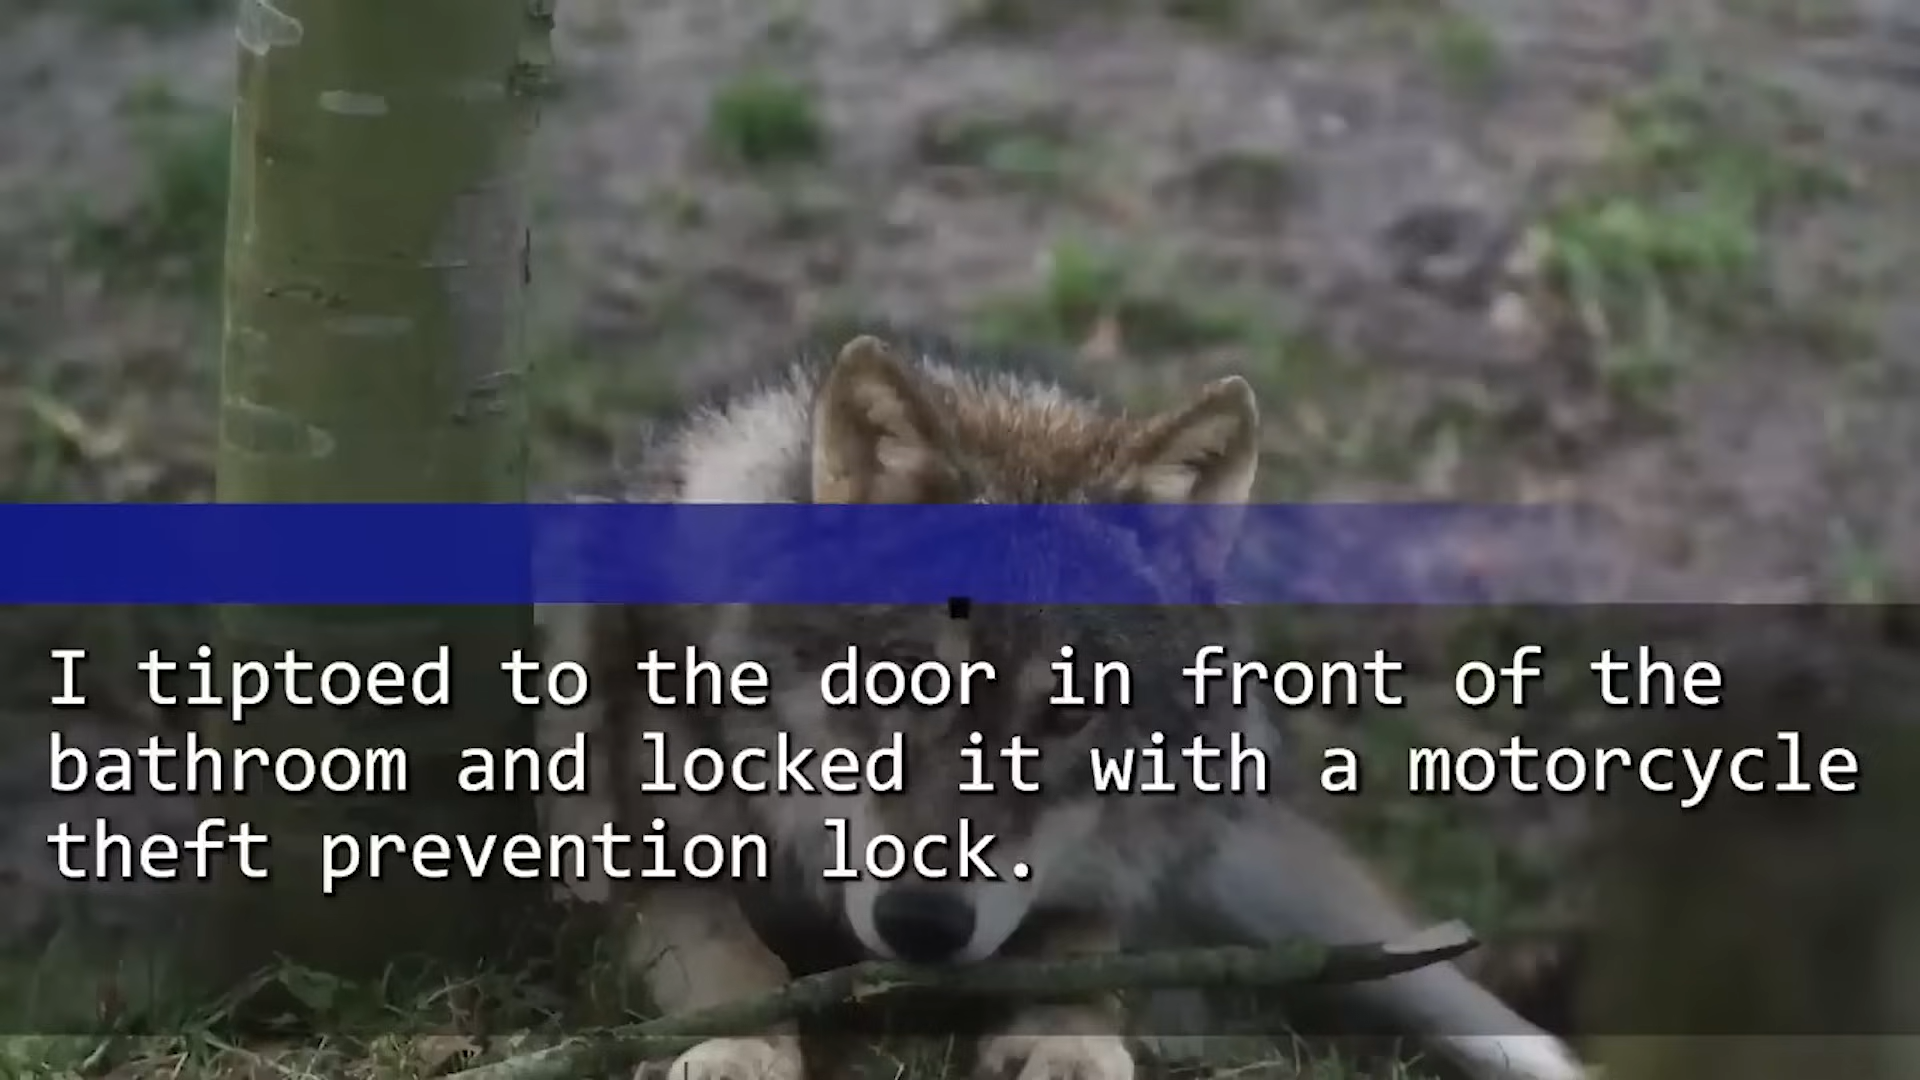 I tiptoed to the door in front of the
bathroom and locked it with a motorcycle
theft prevention lock.